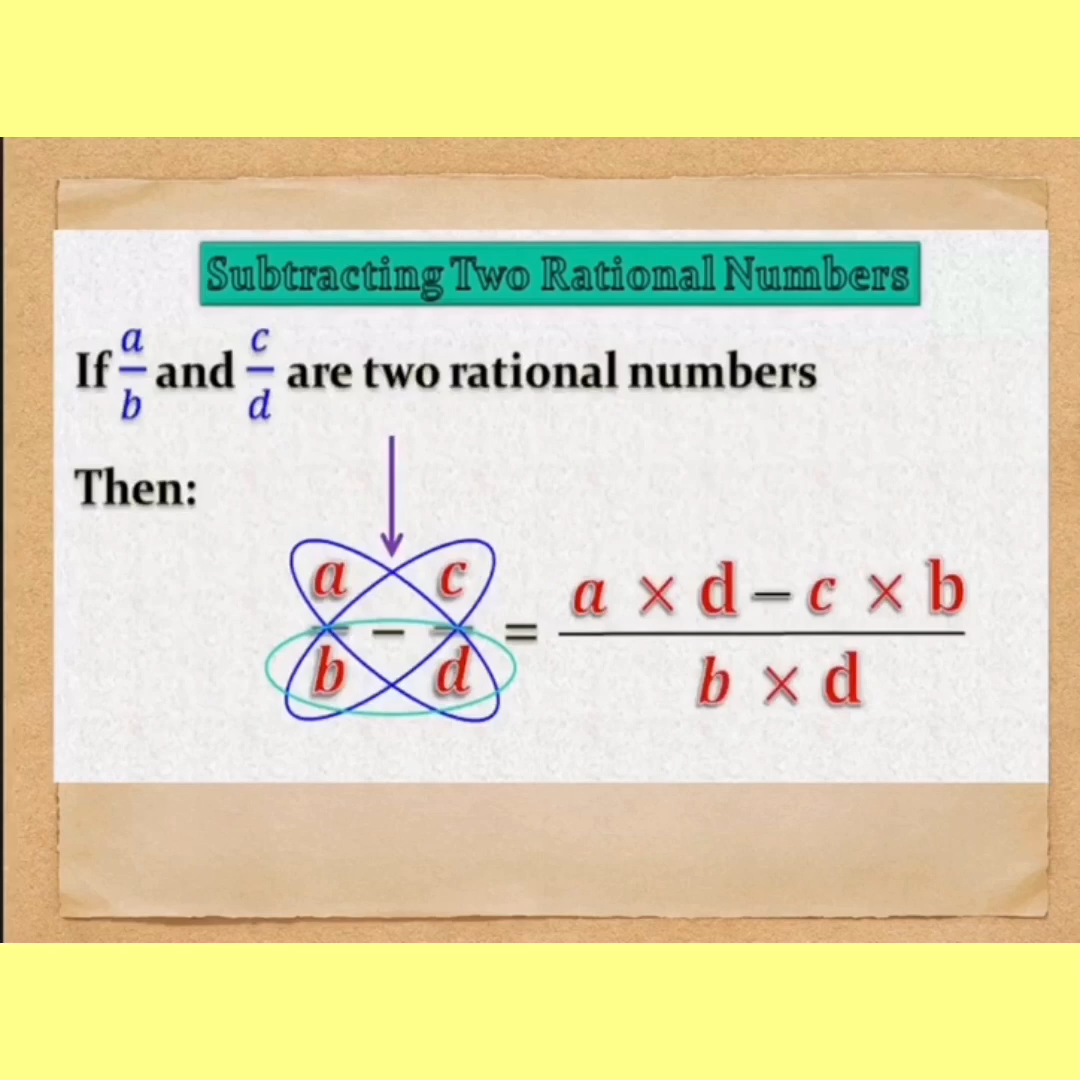 Subtracting Two Rational Numbers
If a/b and c/d are two rational numbers
Then:
a/b − c/d = (a × d − c × b)/(b × d)